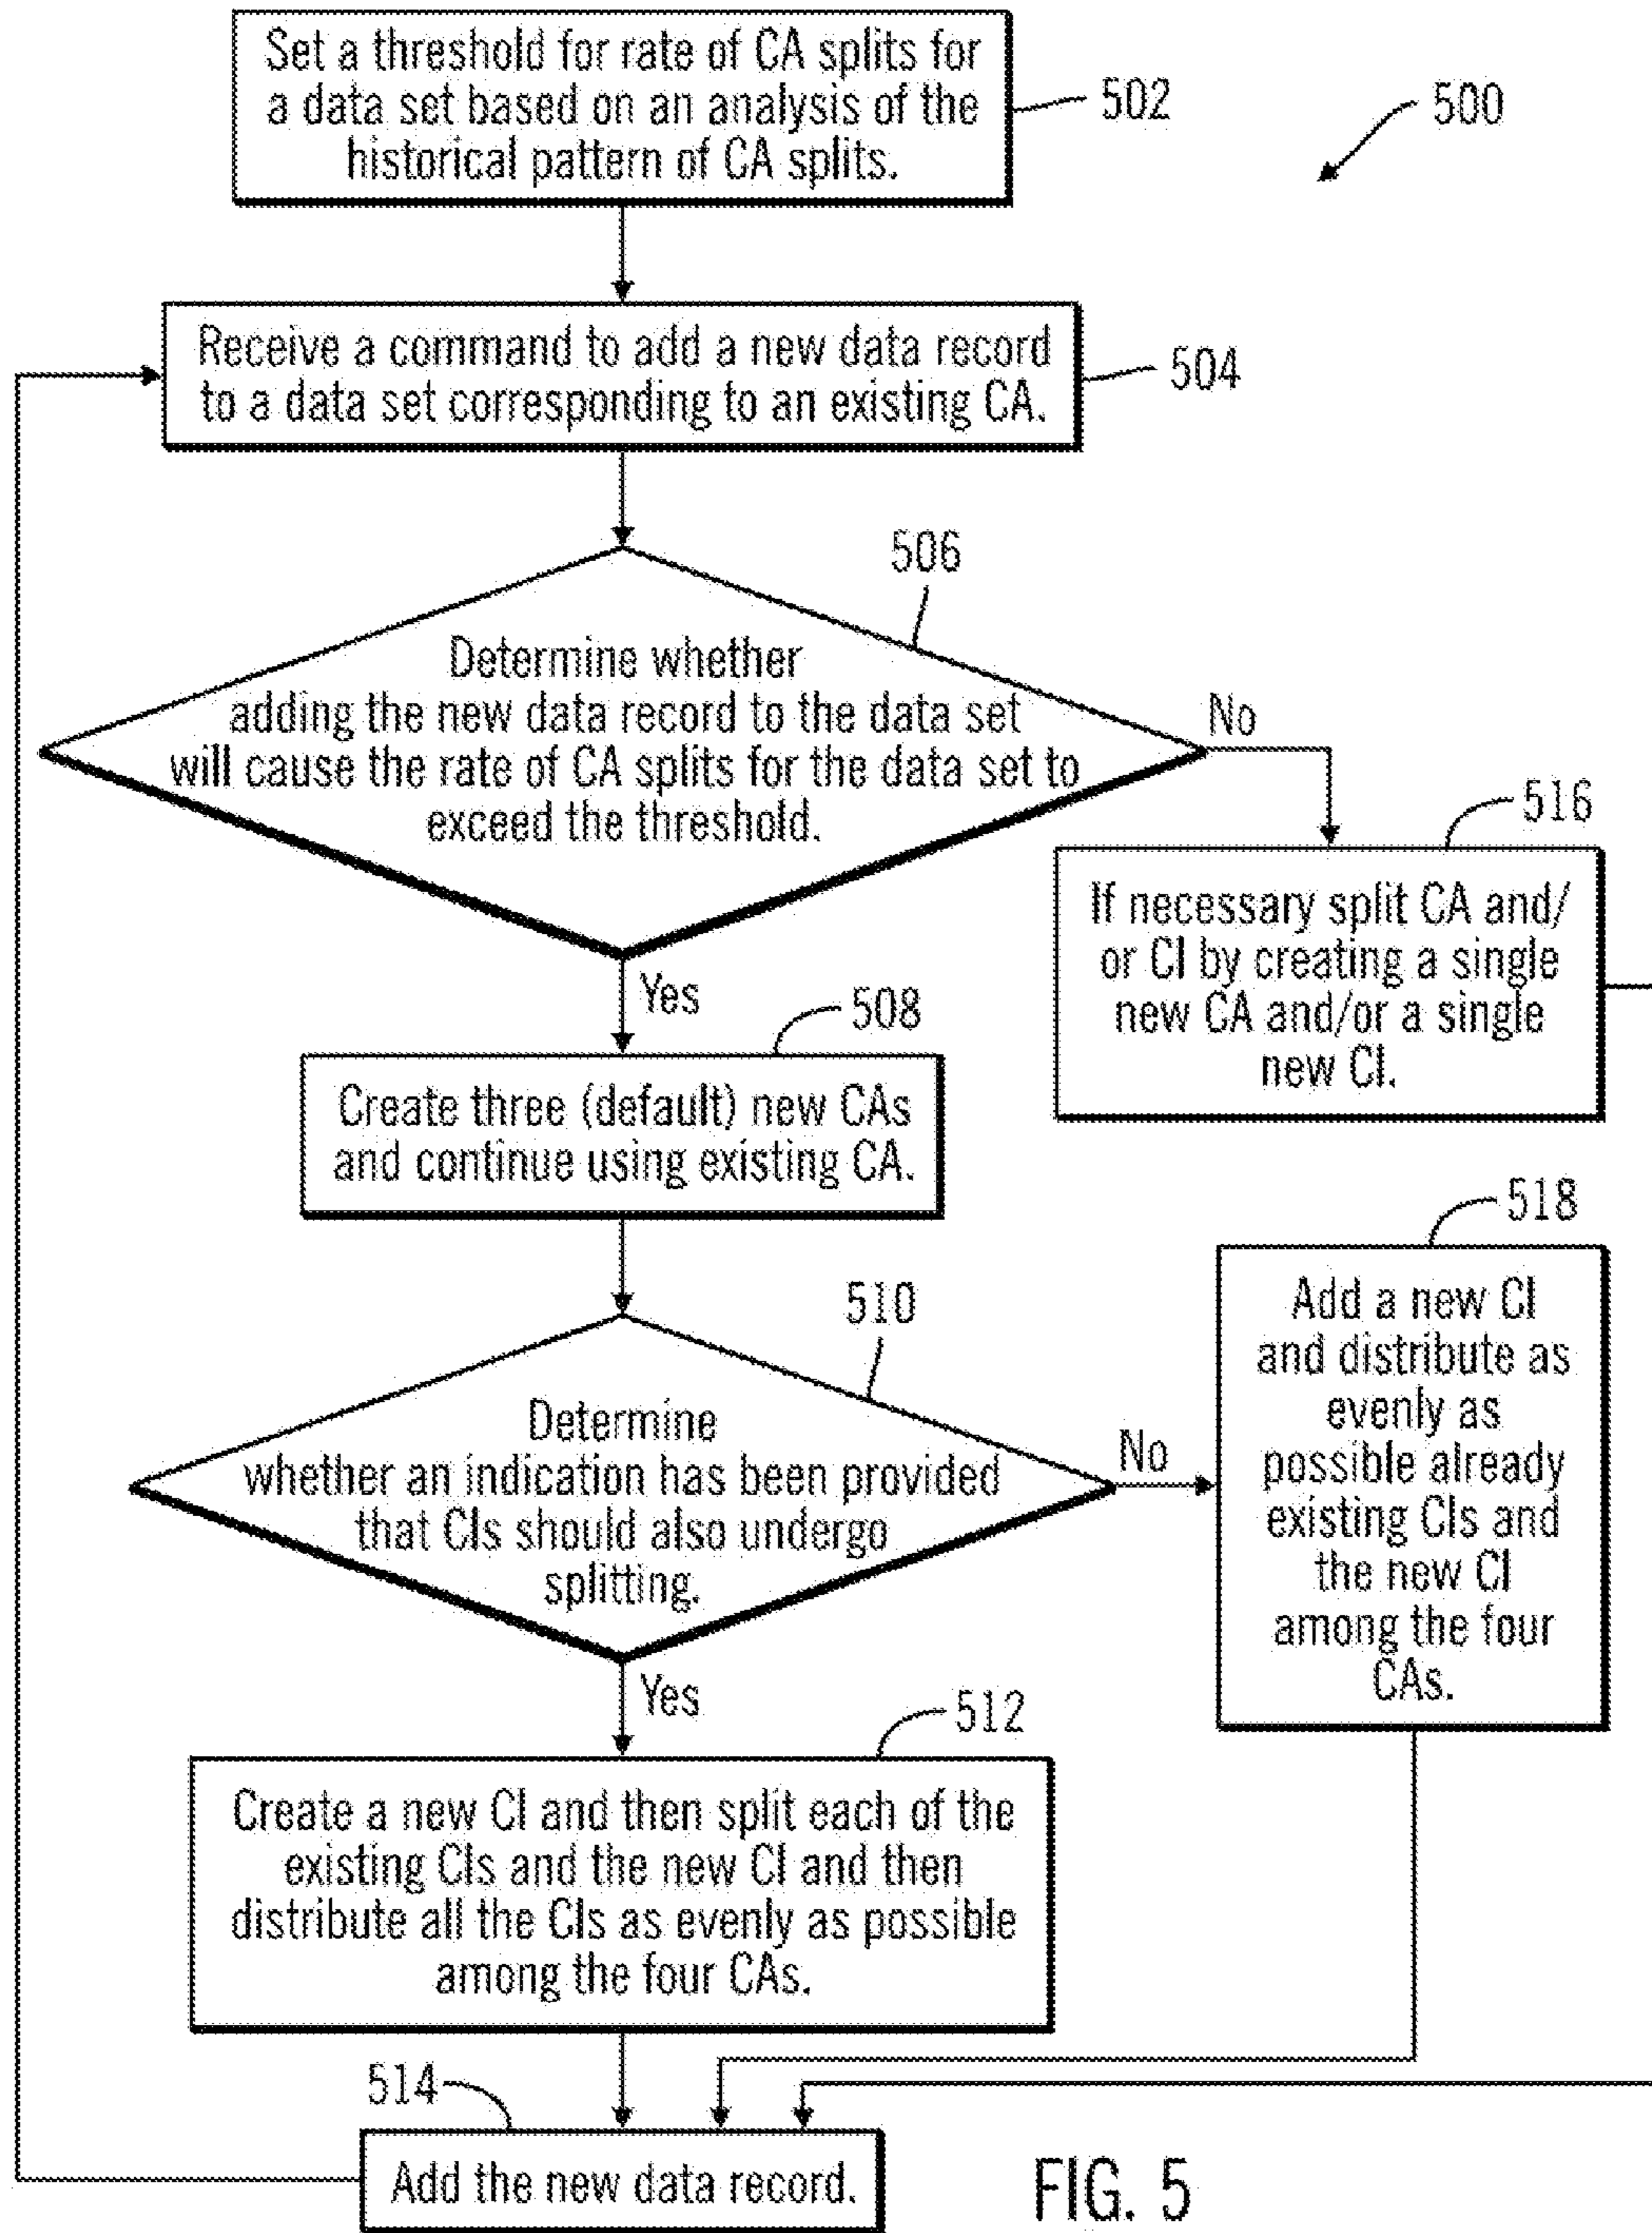 Set a threshold for rate of CA splits for
a data set based on an analysis of the
historical pattern of CA splits.
502
500
Receive a command to add a new data record
to a data set corresponding to an existing CA.
504
506
Determine whether
adding the new data record to the data set
will cause the rate of CA splits for the data set to
exceed the threshold.
No
516
If necessary split CA and/
or CI by creating a single
new CA and/or a single
new CI.
Yes
508
Create three (default) new CAs
and continue using existing CA.
510
Determine
whether an indication has been provided
that CIs should also undergo
splitting.
No
518
Add a new CI
and distribute as
evenly as
possible already
existing CIs and
the new CI
among the four
CAs.
Yes
512
Create a new CI and then split each of the
existing CIs and the new CI and then
distribute all the CIs as evenly as possible
among the four CAs.
514
Add the new data record.
FIG. 5